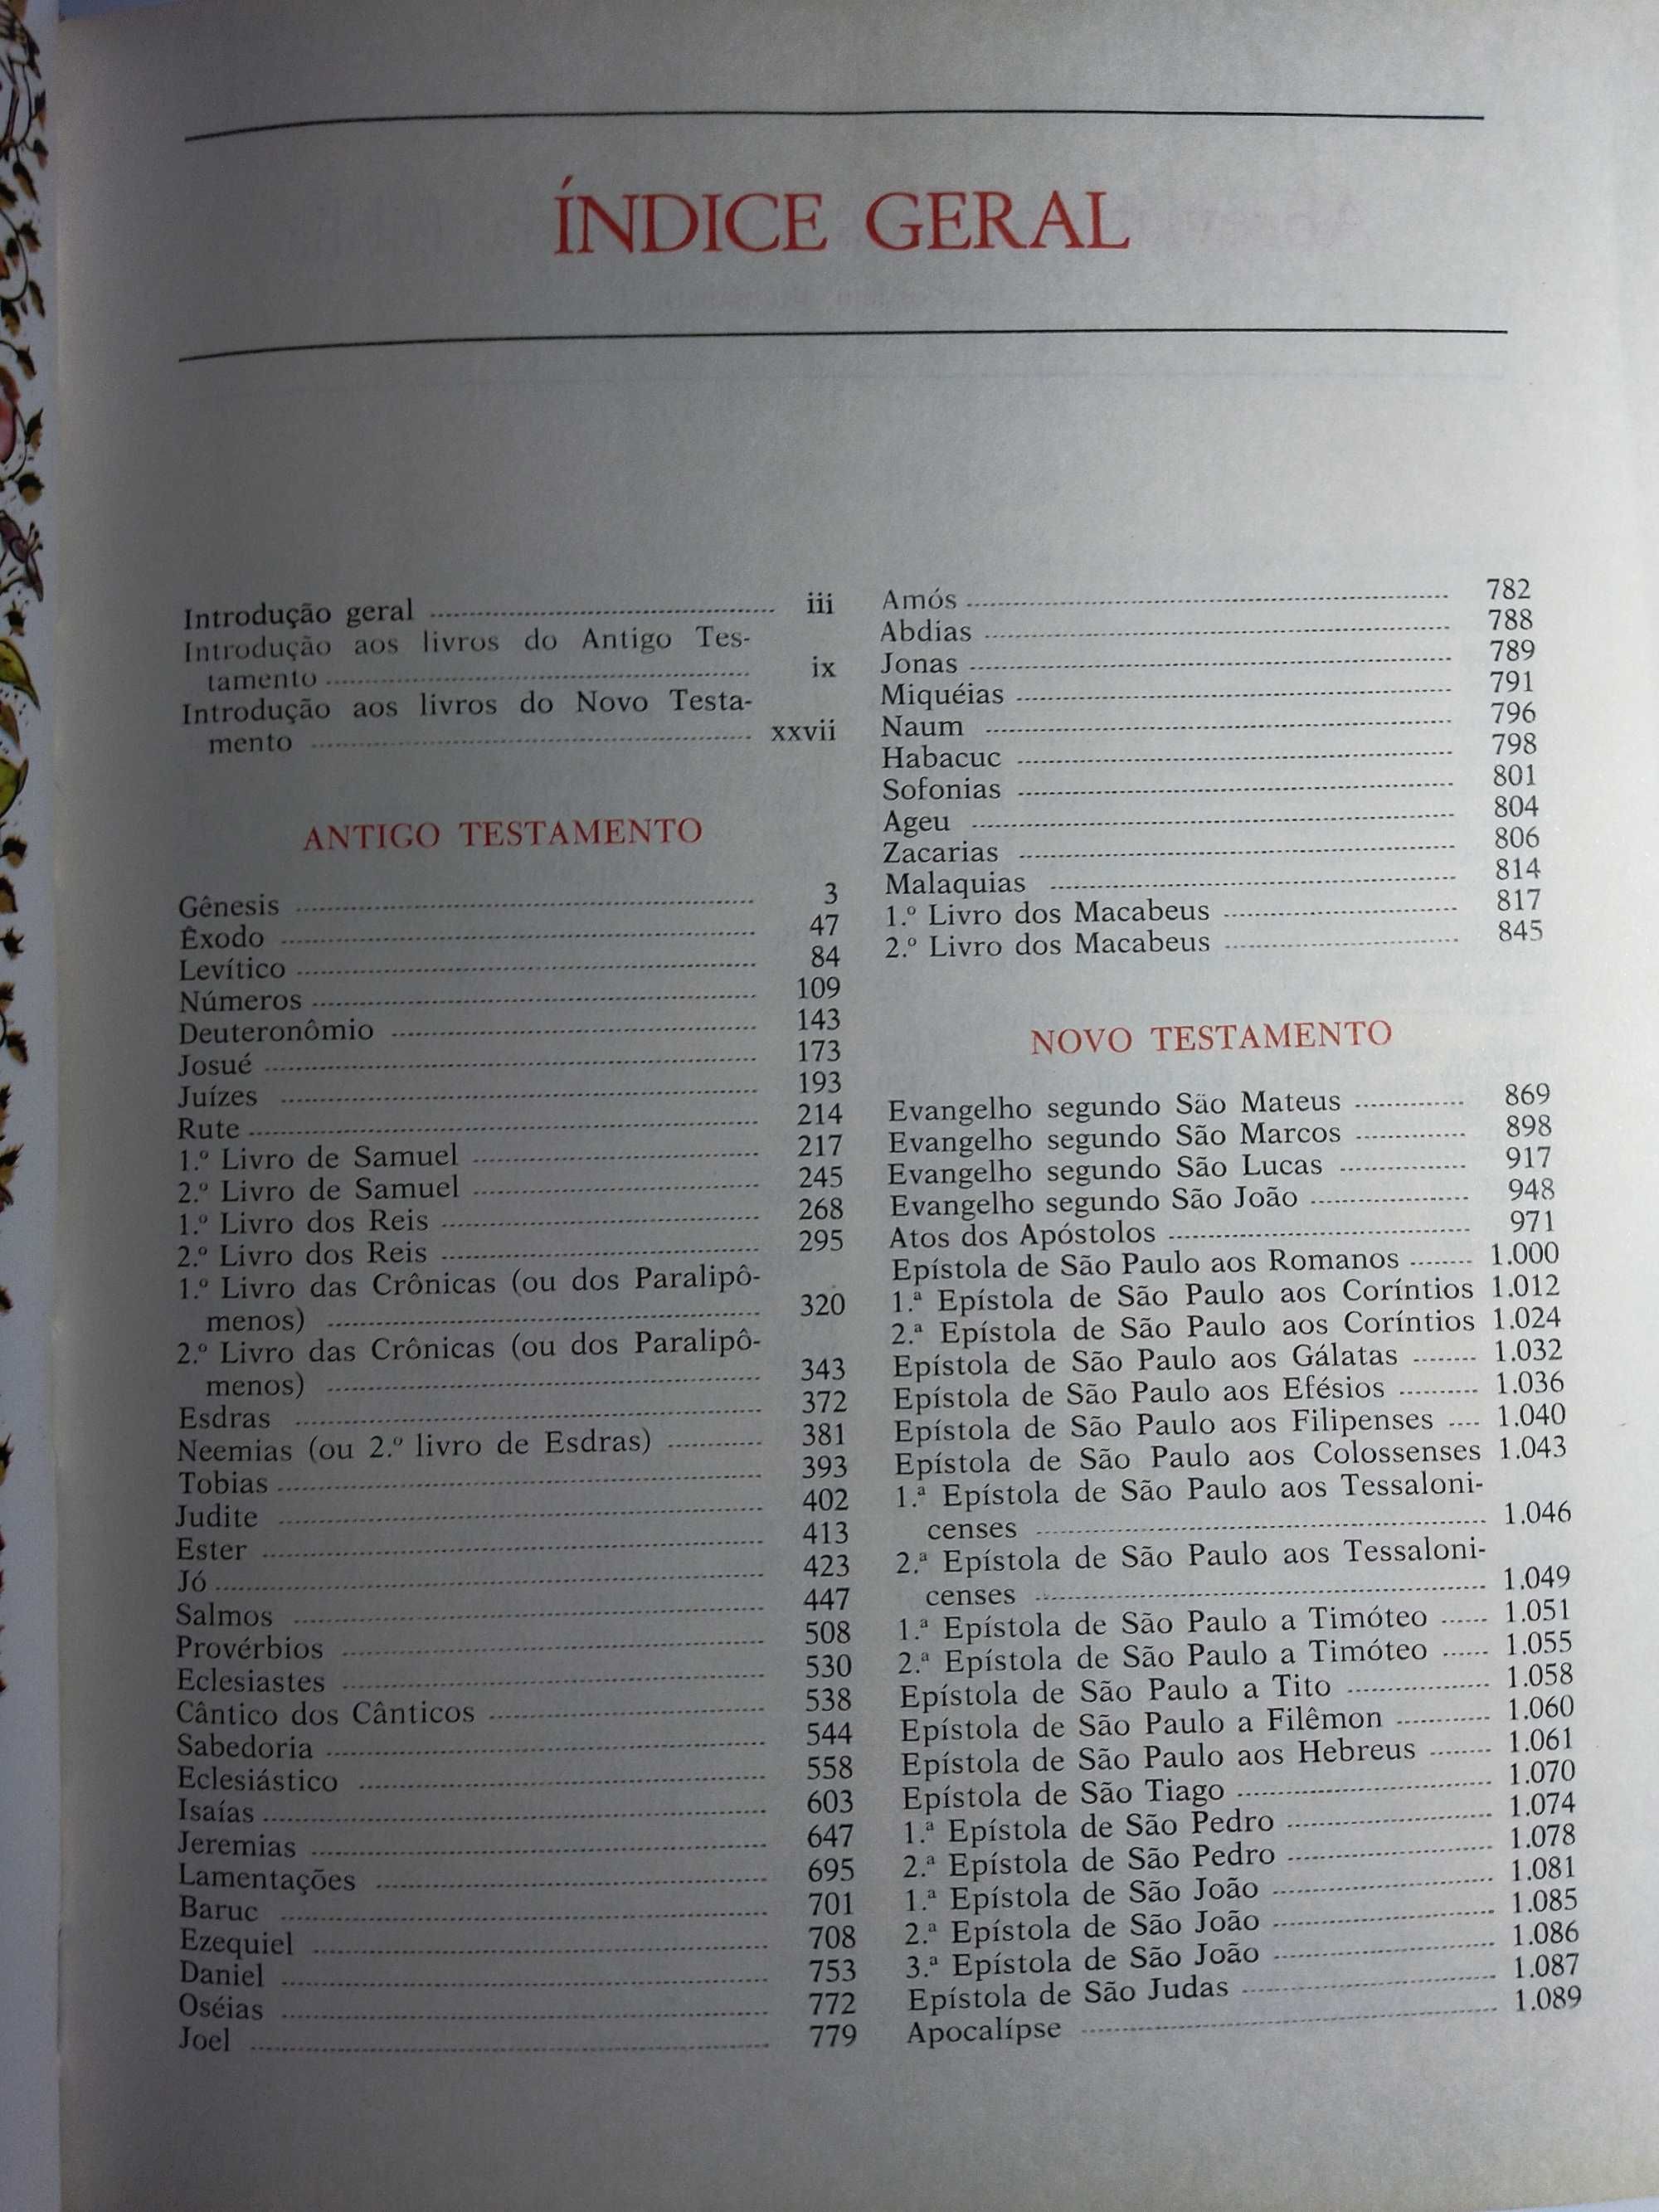 ÍNDICE GERAL
Introdução geral ........ iii
Introdução aos livros do Antigo Tes-
tamento ........ ix
Introdução aos livros do Novo Testa-
mento ........ xxvii
ANTIGO TESTAMENTO
Gênesis ........ 3
Êxodo ........ 47
Levítico ........ 84
Números ........ 109
Deuteronômio ........ 143
Josué ........ 173
Juízes ........ 193
Rute ........ 214
1.º Livro de Samuel ........ 217
2.º Livro de Samuel ........ 245
1.º Livro dos Reis ........ 268
2.º Livro dos Reis ........ 295
1.º Livro das Crônicas (ou dos Paralipô-
menos) ........ 320
2.º Livro das Crônicas (ou dos Paralipô-
menos) ........ 343
Esdras ........ 372
Neemias (ou 2.º livro de Esdras) ........ 381
Tobias ........ 393
Judite ........ 402
Ester ........ 413
Jó ........ 423
Salmos ........ 447
Provérbios ........ 508
Eclesiastes ........ 530
Cântico dos Cânticos ........ 538
Sabedoria ........ 544
Eclesiástico ........ 558
Isaías ........ 603
Jeremias ........ 647
Lamentações ........ 695
Baruc ........ 701
Ezequiel ........ 708
Daniel ........ 753
Oséias ........ 772
Joel ........ 779
Amós ........ 782
Abdias ........ 788
Jonas ........ 789
Miquéias ........ 791
Naum ........ 796
Habacuc ........ 798
Sofonias ........ 801
Ageu ........ 804
Zacarias ........ 806
Malaquias ........ 814
1.º Livro dos Macabeus ........ 817
2.º Livro dos Macabeus ........ 845
NOVO TESTAMENTO
Evangelho segundo São Mateus ........ 869
Evangelho segundo São Marcos ........ 898
Evangelho segundo São Lucas ........ 917
Evangelho segundo São João ........ 948
Atos dos Apóstolos ........ 971
Epístola de São Paulo aos Romanos ........ 1.000
1.ª Epístola de São Paulo aos Coríntios 1.012
2.ª Epístola de São Paulo aos Coríntios 1.024
Epístola de São Paulo aos Gálatas ........ 1.032
Epístola de São Paulo aos Efésios ........ 1.036
Epístola de São Paulo aos Filipenses .... 1.040
Epístola de São Paulo aos Colossenses 1.043
1.ª Epístola de São Paulo aos Tessaloni-
censes ........ 1.046
2.ª Epístola de São Paulo aos Tessaloni-
censes ........ 1.049
1.ª Epístola de São Paulo a Timóteo ...... 1.051
2.ª Epístola de São Paulo a Timóteo ...... 1.055
Epístola de São Paulo a Tito ........ 1.058
Epístola de São Paulo a Filêmon ........ 1.060
Epístola de São Paulo aos Hebreus ........ 1.061
Epístola de São Tiago ........ 1.070
1.ª Epístola de São Pedro ........ 1.074
2.ª Epístola de São Pedro ........ 1.078
1.ª Epístola de São João ........ 1.081
2.ª Epístola de São João ........ 1.085
3.ª Epístola de São João ........ 1.086
Epístola de São Judas ........ 1.087
Apocalípse ........ 1.089